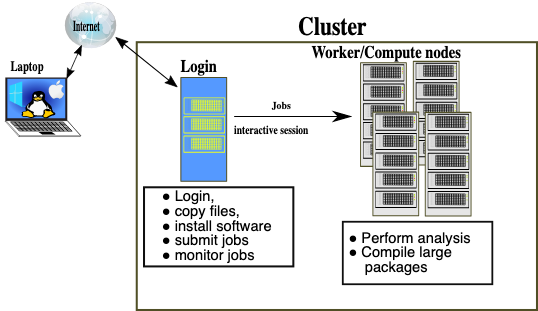 Cluster
Internet
Worker/Compute nodes
Laptop
Login
Jobs
interactive session
● Login,
● copy files,
● install software
● submit jobs
● monitor jobs
● Perform analysis
● Compile large
packages